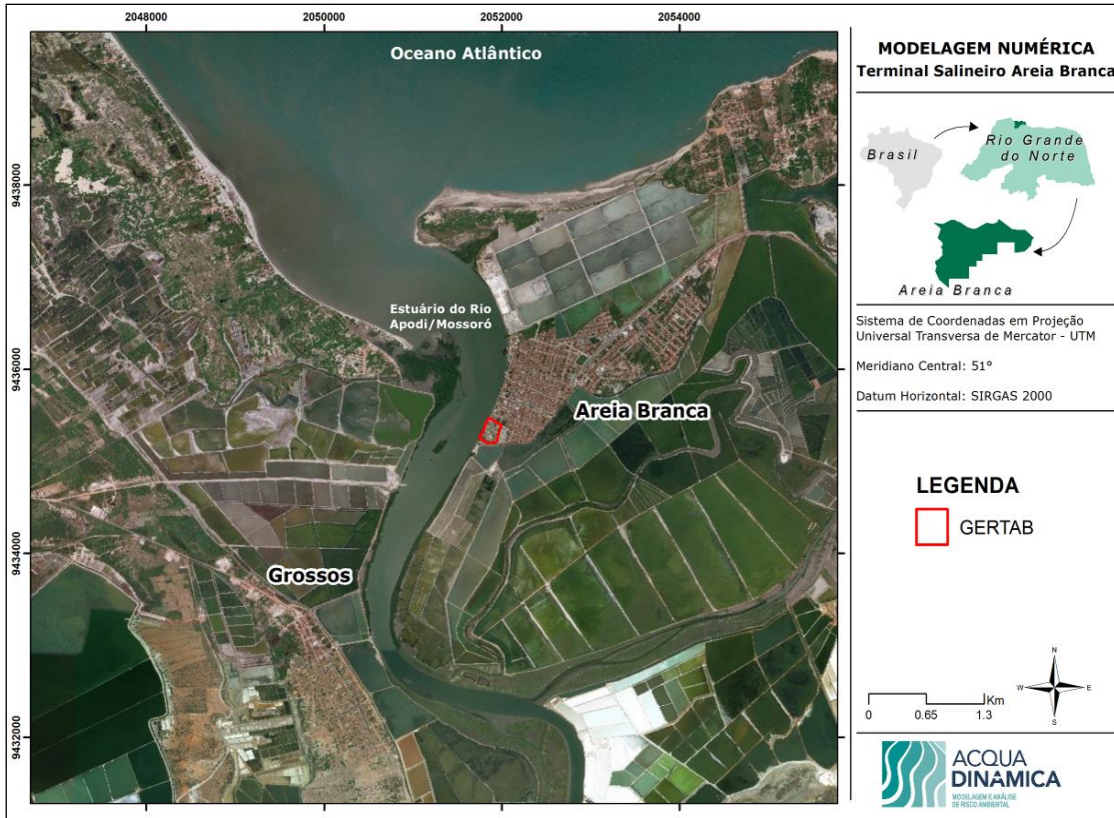 2048000
2050000
2052000
2054000
9438000
9436000
9434000
9432000
Oceano Atlântico
Estuário do Rio
Apodi/Mossoró
Areia Branca
Grossos
MODELAGEM NUMÉRICA
Terminal Salineiro Areia Branca
Brasil
Rio Grande
do Norte
Areia Branca
Sistema de Coordenadas em Projeção
Universal Transversa de Mercator - UTM
Meridiano Central: 51°
Datum Horizontal: SIRGAS 2000
LEGENDA
GERTAB
N
W
E
S
Km
0
0.65
1.3
ACQUA
DINÂMICA
MODELAGEM E ANÁLISE
DE RISCO AMBIENTAL